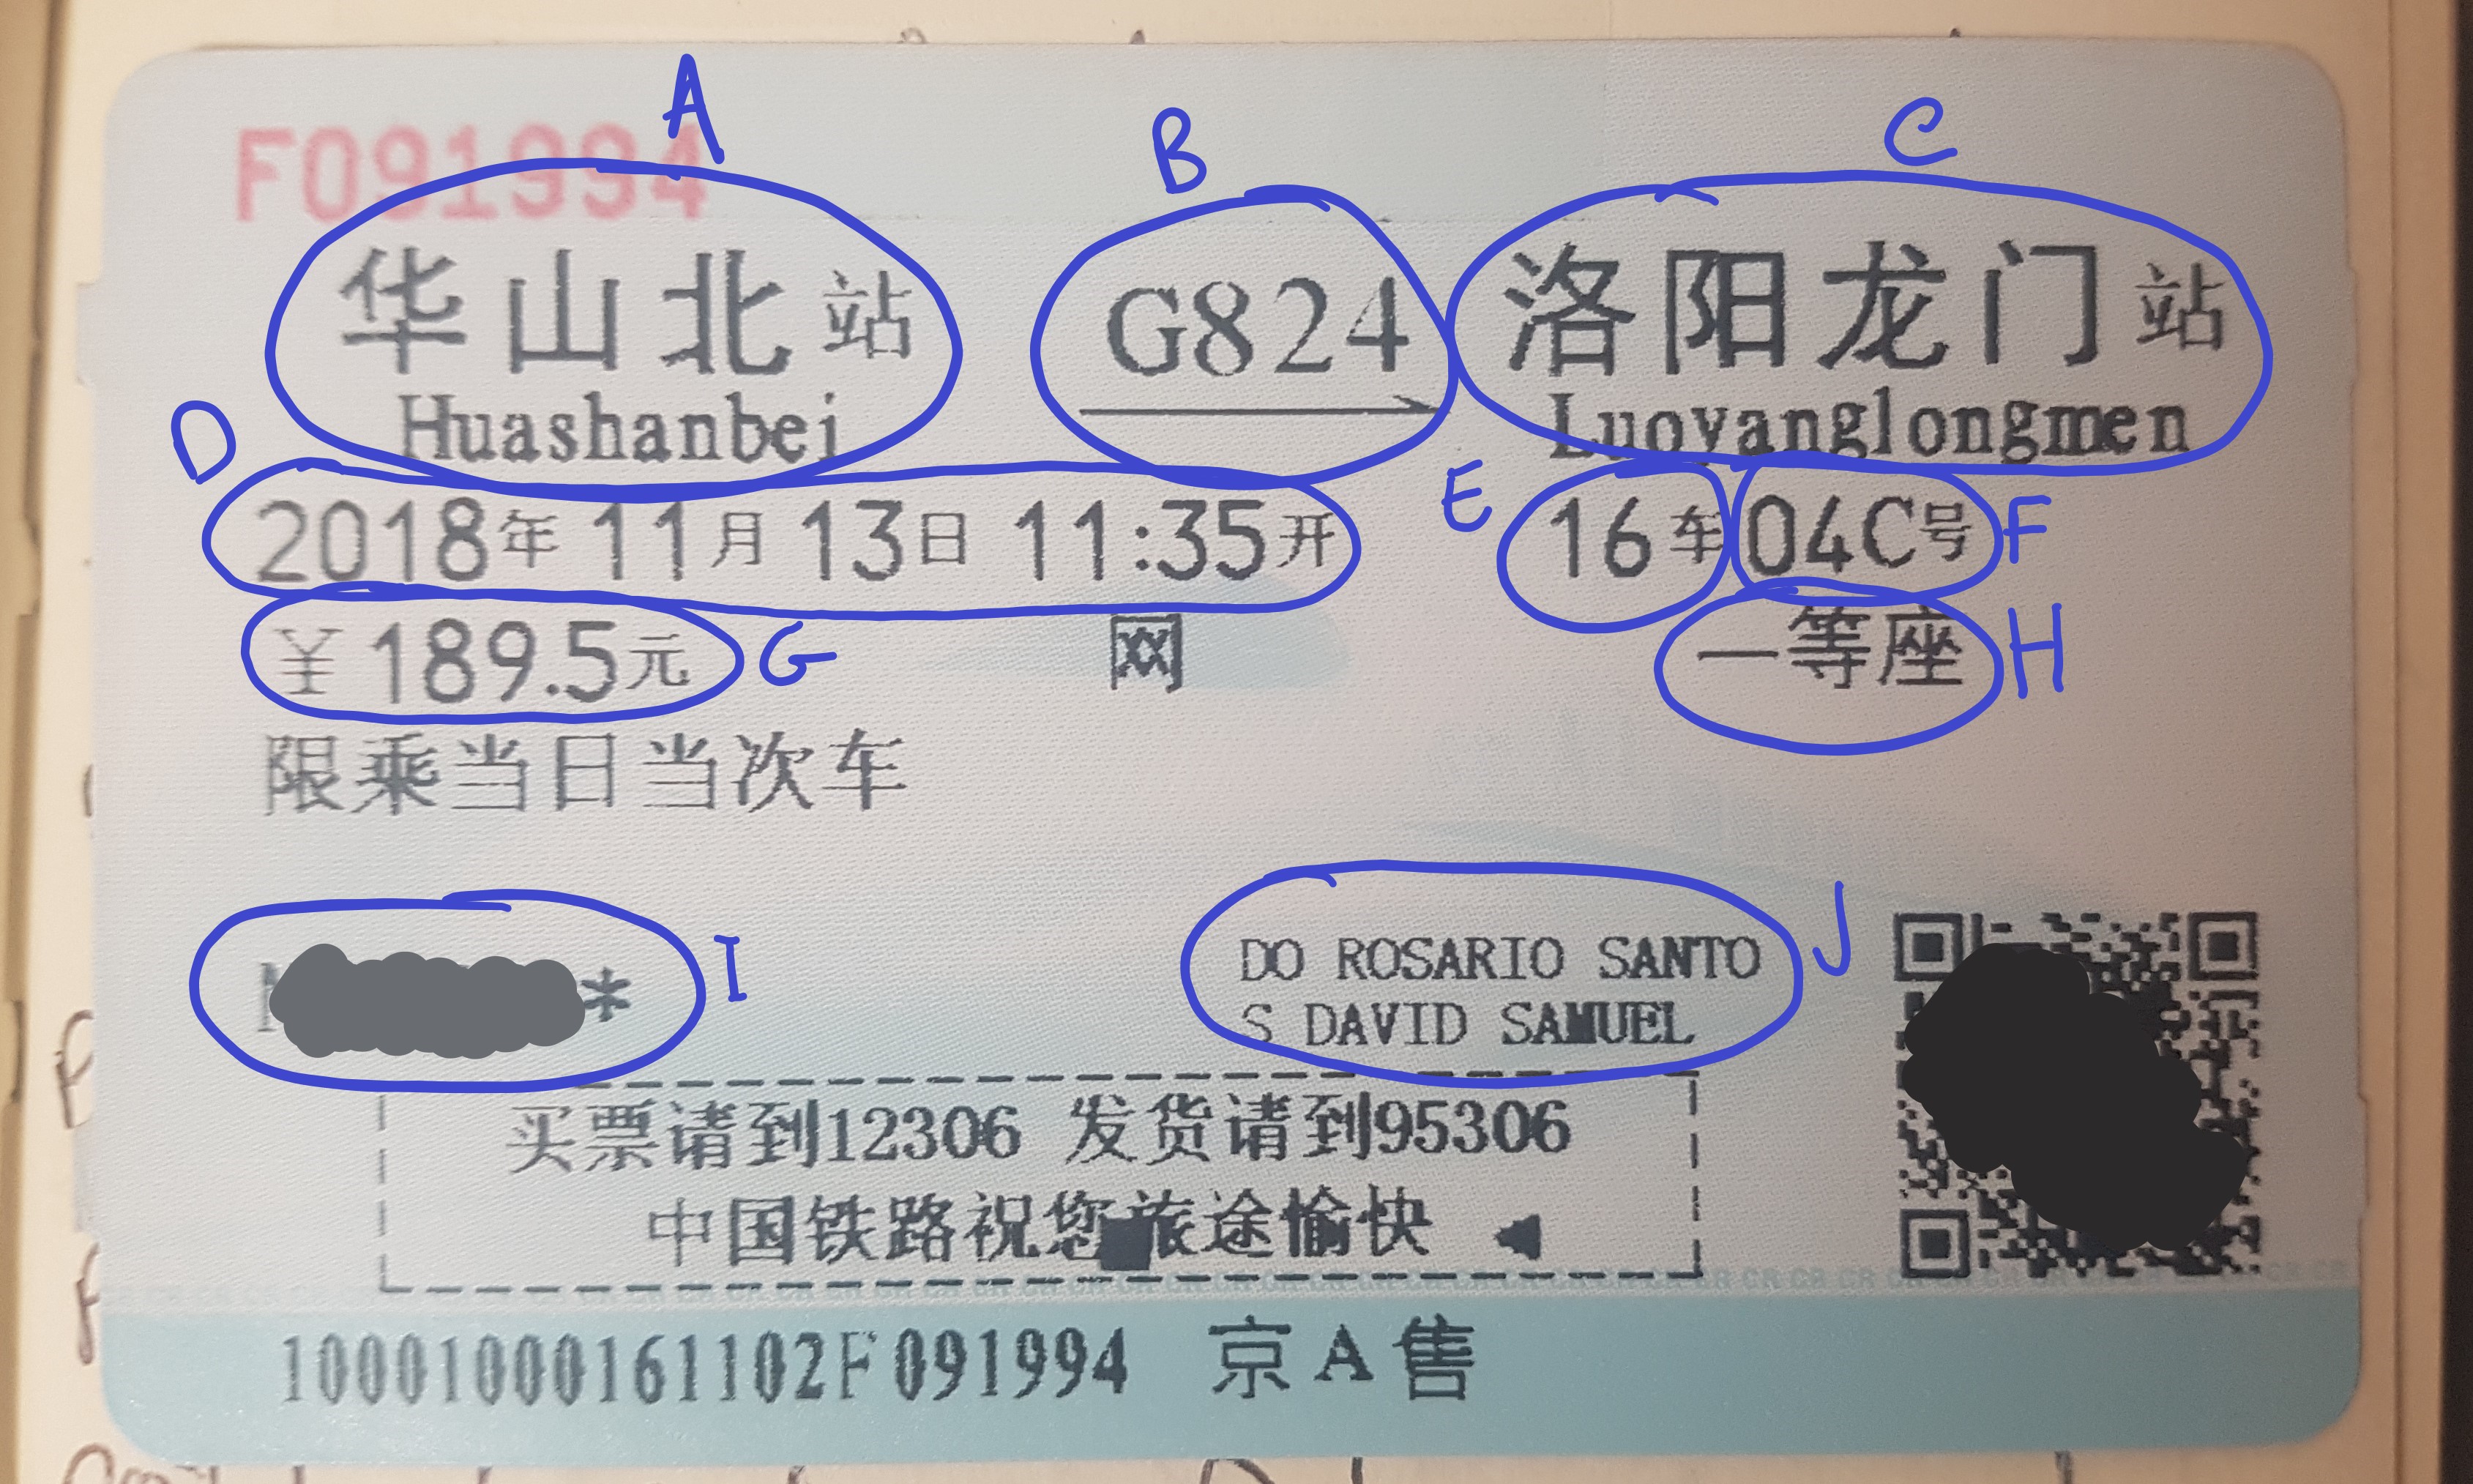 A
B
C
F091994
华山北站
G824
洛阳龙门站
Huashanbei
Luoyanglongmen
D
2018年11月13日11:35开
E
16车04C号
F
¥189.5元
G
网
一等座
H
限乘当日当次车
I
*
DO ROSARIO SANTO
S DAVID SAMUEL
J
买票请到12306 发货请到95306
中国铁路祝您旅途愉快
10001000161102F091994 京A售